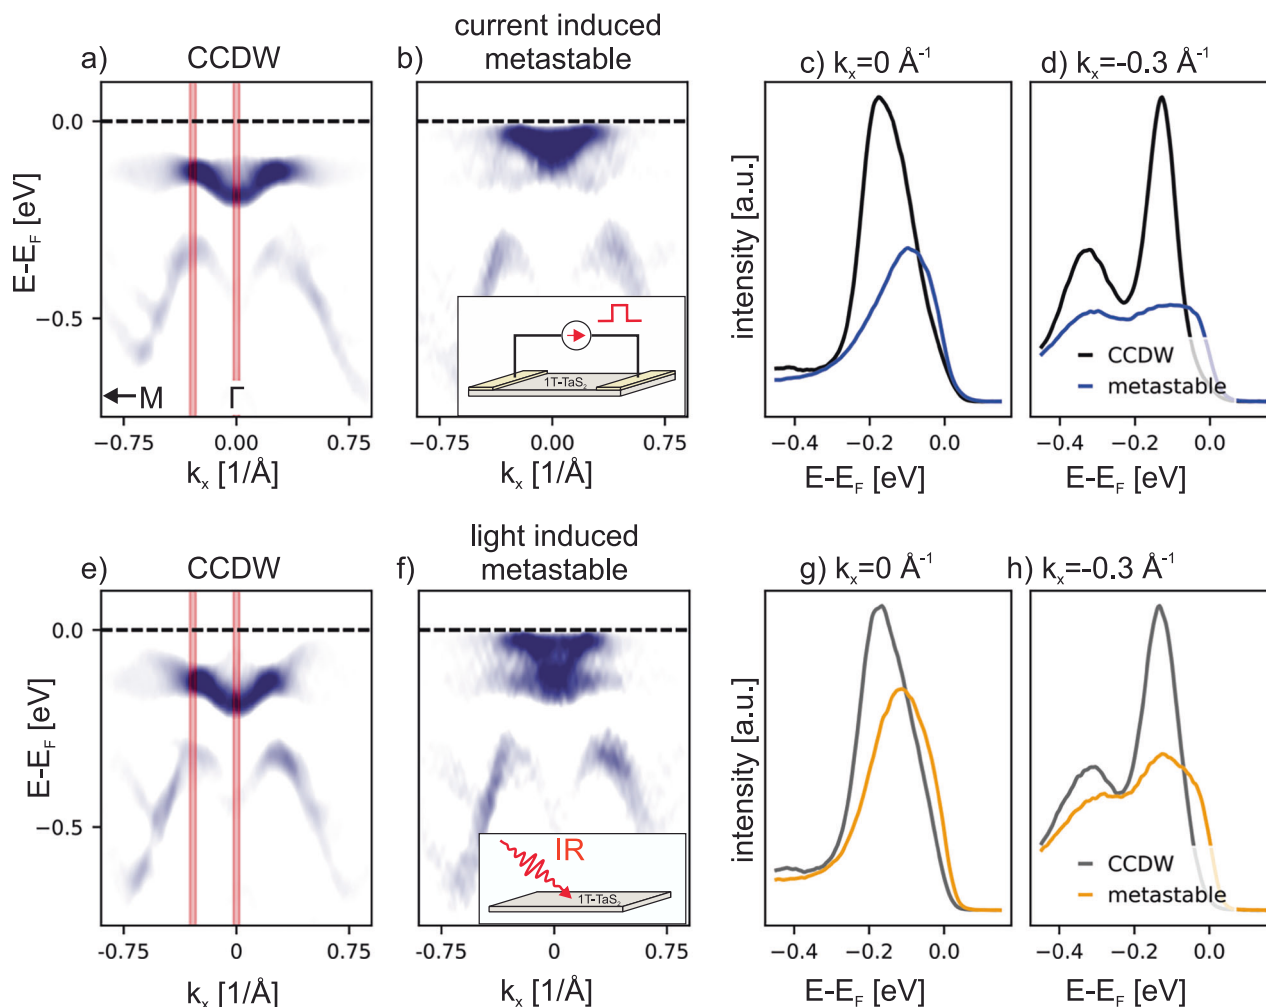 a) CCDW
b) current induced
metastable
c) kx=0 Å-1
d) kx=-0.3 Å-1
0.0
−0.5
E-EF [eV]
M
Γ
−0.75 0.00 0.75
kx [1/Å]
1T-TaS2
−0.75 0.00 0.75
kx [1/Å]
intensity [a.u.]
−0.4 −0.2 0.0
E-EF [eV]
CCDW
metastable
−0.4 −0.2 0.0
E-EF [eV]
e) CCDW
f) light induced
metastable
g) kx=0 Å-1
h) kx=-0.3 Å-1
0.0
−0.5
E-EF [eV]
-0.75 0 0.75
kx [1/Å]
IR
1T-TaS2
-0.75 0 0.75
kx [1/Å]
intensity [a.u.]
−0.4 −0.2 0.0
E-EF [eV]
CCDW
metastable
−0.4 −0.2 0.0
E-EF [eV]